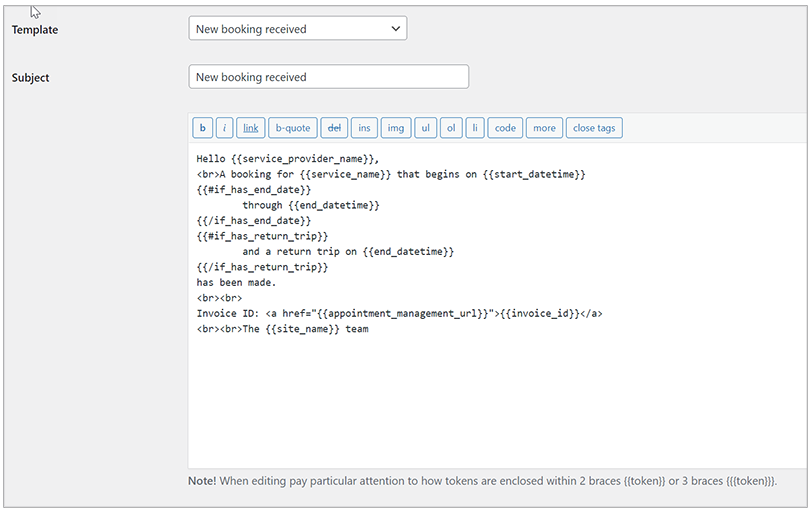 Template
New booking received
Subject
New booking received
b i link b-quote del ins img ul ol li code more close tags
Hello {{service_provider_name}},
<br>A booking for {{service_name}} that begins on {{start_datetime}}
{{#if_has_end_date}}
through {{end_datetime}}
{{/if_has_end_date}}
{{#if_has_return_trip}}
and a return trip on {{end_datetime}}
{{/if_has_return_trip}}
has been made.
<br><br>
Invoice ID: <a href="{{appointment_management_url}}">{{invoice_id}}</a>
<br><br>The {{site_name}} team
Note! When editing pay particular attention to how tokens are enclosed within 2 braces {{token}} or 3 braces {{{token}}}.